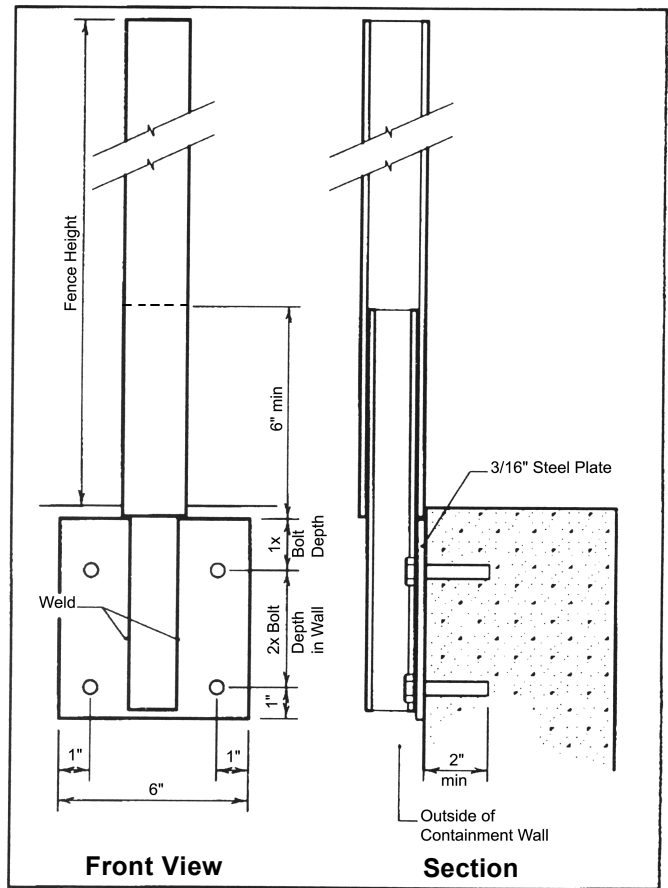 Fence Height
6" min
1x
Bolt
Depth
2x Bolt
Depth
in Wall
1"
Weld
1"
1"
6"
3/16" Steel Plate
2"
min
Outside of
Containment Wall
Front View
Section